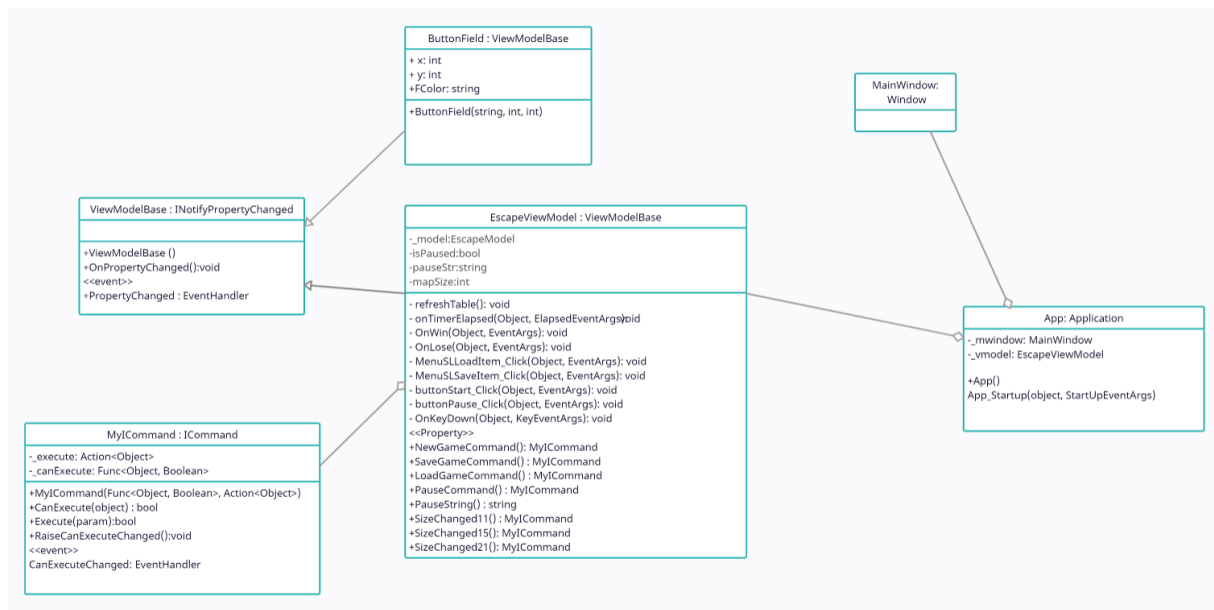 ButtonField : ViewModelBase
+ x: int
+ y: int
+FColor: string
+ButtonField(string, int, int)
MainWindow:
Window
ViewModelBase : INotifyPropertyChanged
+ViewModelBase ()
+OnPropertyChanged():void
<<event>>
+PropertyChanged : EventHandler
EscapeViewModel : ViewModelBase
-_model:EscapeModel
-isPaused:bool
-pauseStr:string
-mapSize:int
- refreshTable(): void
- onTimerElapsed(Object, ElapsedEventArgs):void
- OnWin(Object, EventArgs): void
- OnLose(Object, EventArgs): void
- MenuSLLoadItem_Click(Object, EventArgs): void
- MenuSLSaveItem_Click(Object, EventArgs): void
- buttonStart_Click(Object, EventArgs): void
- buttonPause_Click(Object, EventArgs): void
- OnKeyDown(Object, KeyEventArgs): void
<<Property>>
+NewGameCommand(): MyICommand
+SaveGameCommand() : MyICommand
+LoadGameCommand() : MyICommand
+PauseCommand() : MyICommand
+PauseString() : string
+SizeChanged11() : MyICommand
+SizeChanged15(): MyICommand
+SizeChanged21(): MyICommand
App: Application
-_mwindow: MainWindow
-_vmodel: EscapeViewModel
+App()
App_Startup(object, StartUpEventArgs)
MyICommand : ICommand
-_execute: Action<Object>
-_canExecute: Func<Object, Boolean>
+MyICommand(Func<Object, Boolean>, Action<Object>)
+CanExecute(object) : bool
+Execute(param):bool
+RaiseCanExecuteChanged():void
<<event>>
CanExecuteChanged: EventHandler